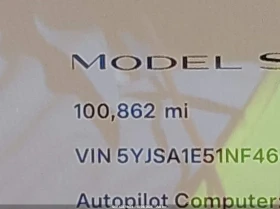 MODEL S
100,862 mi
VIN 5YJSA1E51NF46
Autopilot Computer: